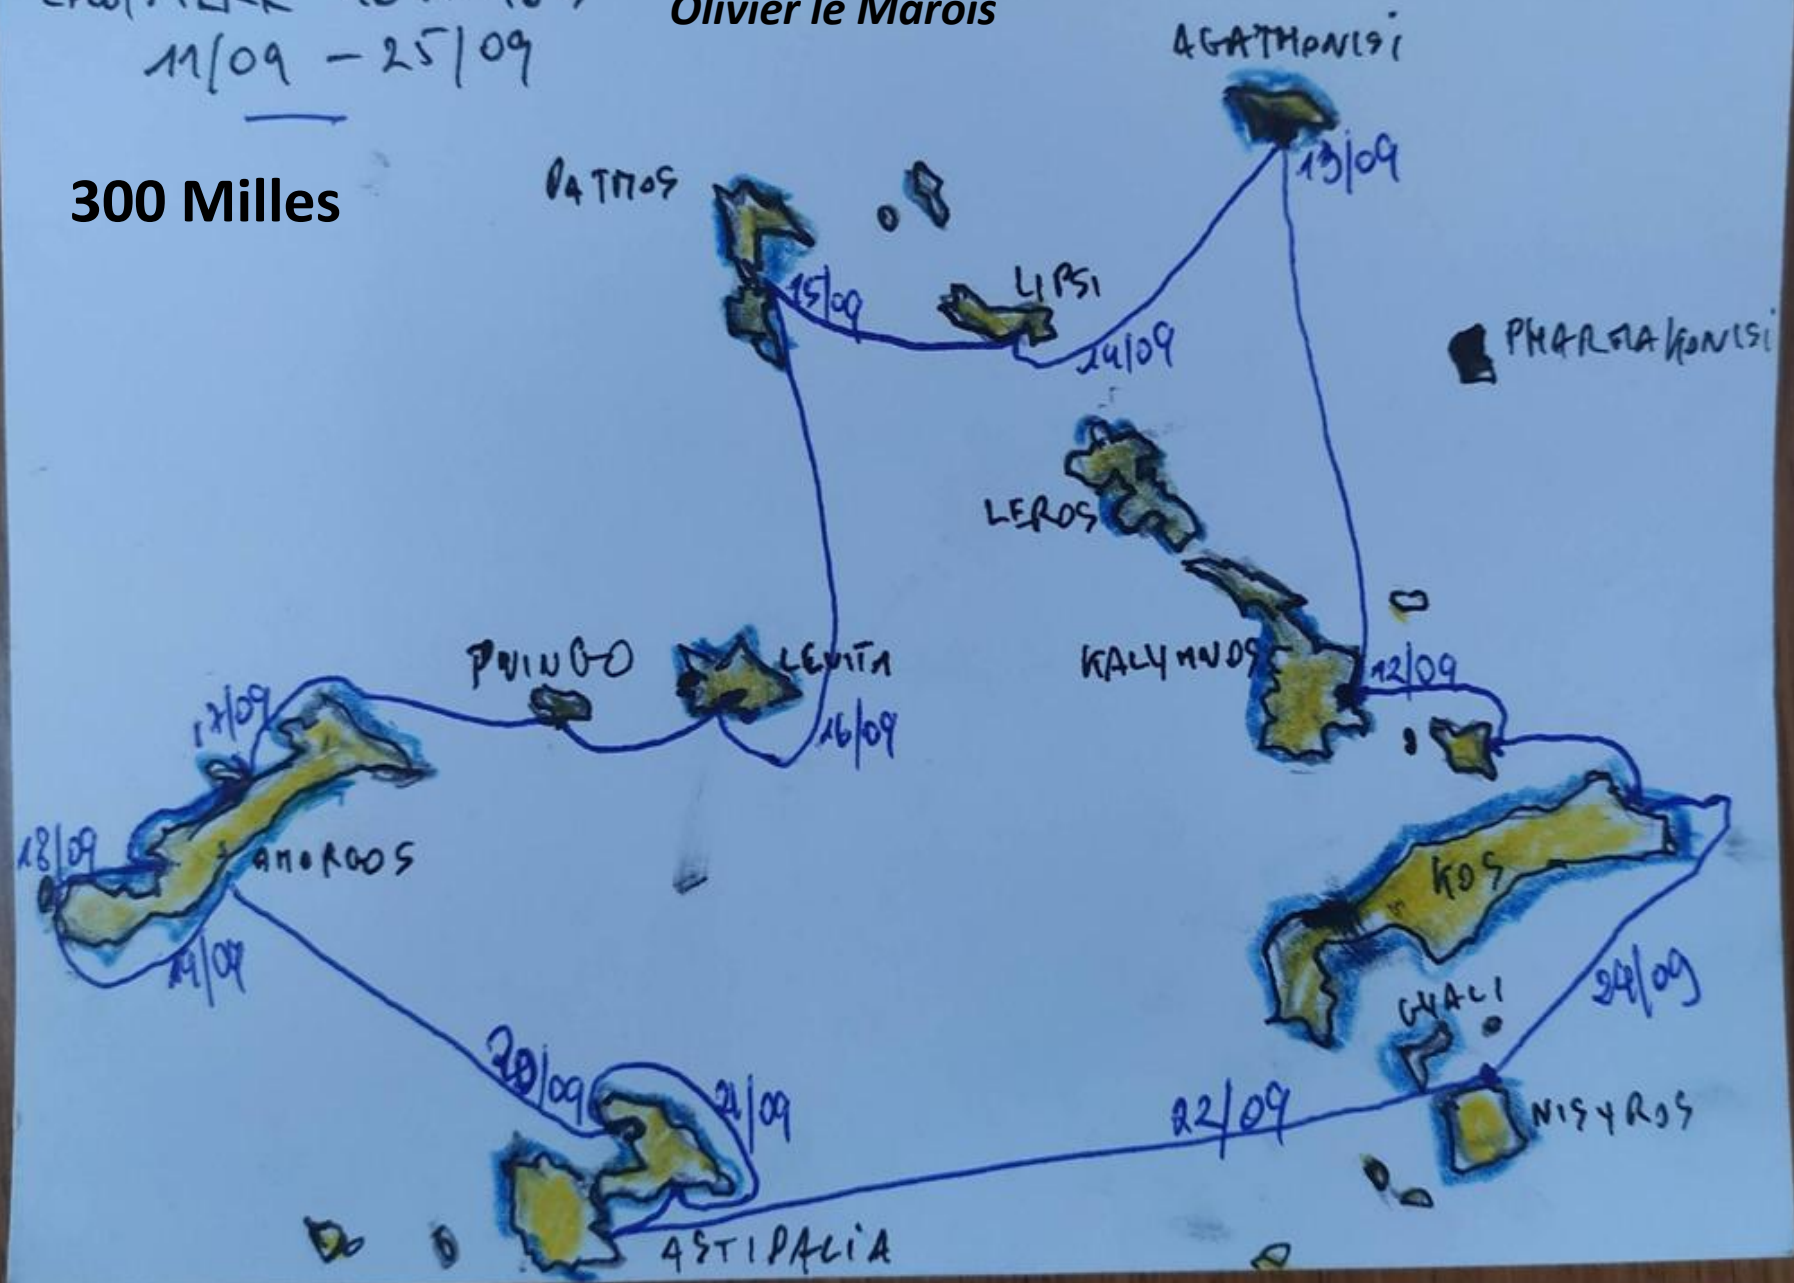 Olivier le Marois
11/09 - 25/09
300 Milles
AGATHONISI
13/09
PATMOS
15/09
LIPSI
14/09
PHARMAKONISI
LEROS
KALYMNOS
12/09
PUINGO
LEVITA
16/09
17/09
18/09
AMORGOS
19/09
KOS
24/09
GYALI
20/09
21/09
22/09
NISYROS
ASTIPALIA